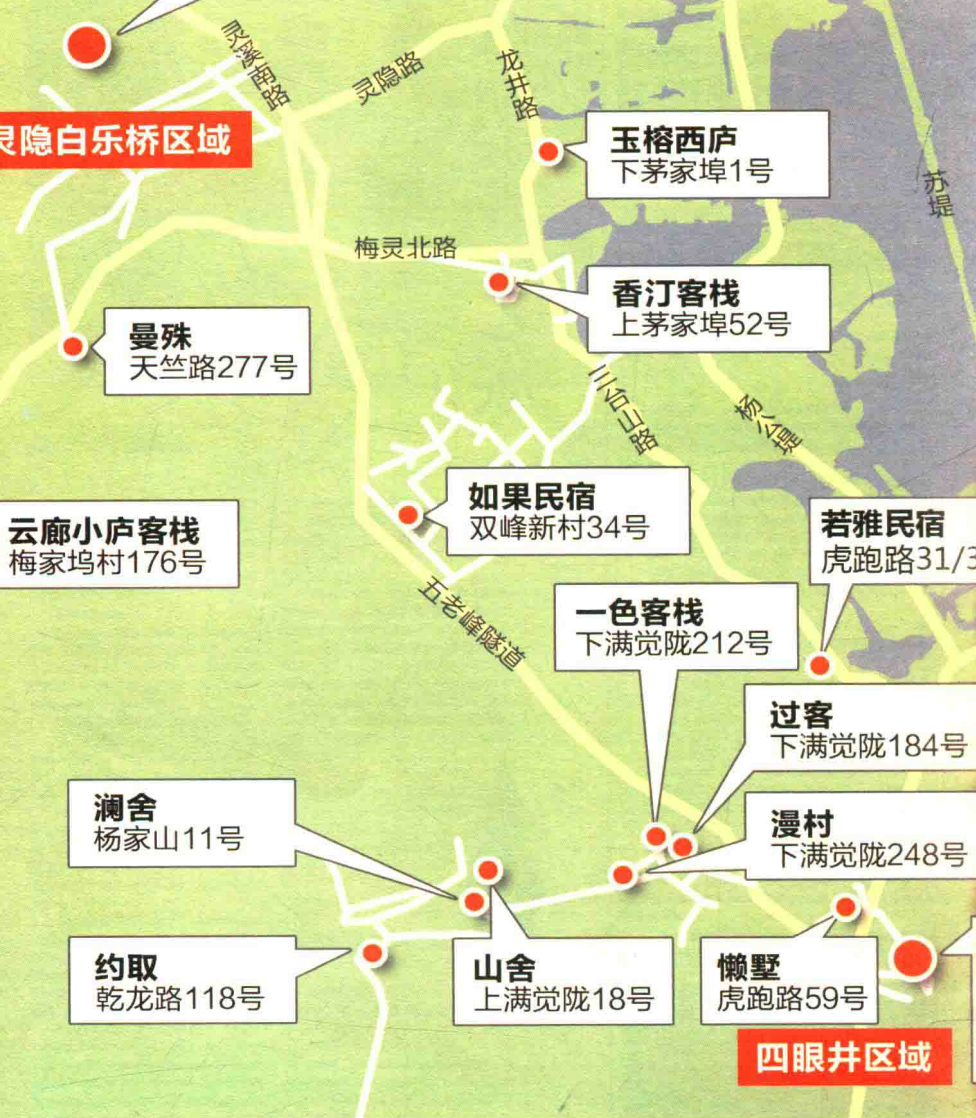 灵溪南路
灵隐路
龙井路
灵隐白乐桥区域
玉榕西庐
下茅家埠1号
苏堤
梅灵北路
香汀客栈
上茅家埠52号
曼殊
天竺路277号
三台山路
杨公堤
如果民宿
双峰新村34号
云廊小庐客栈
梅家坞村176号
若雅民宿
虎跑路31/3
五老峰隧道
一色客栈
下满觉陇212号
过客
下满觉陇184号
澜舍
杨家山11号
漫村
下满觉陇248号
约取
乾龙路118号
山舍
上满觉陇18号
懒墅
虎跑路59号
四眼井区域